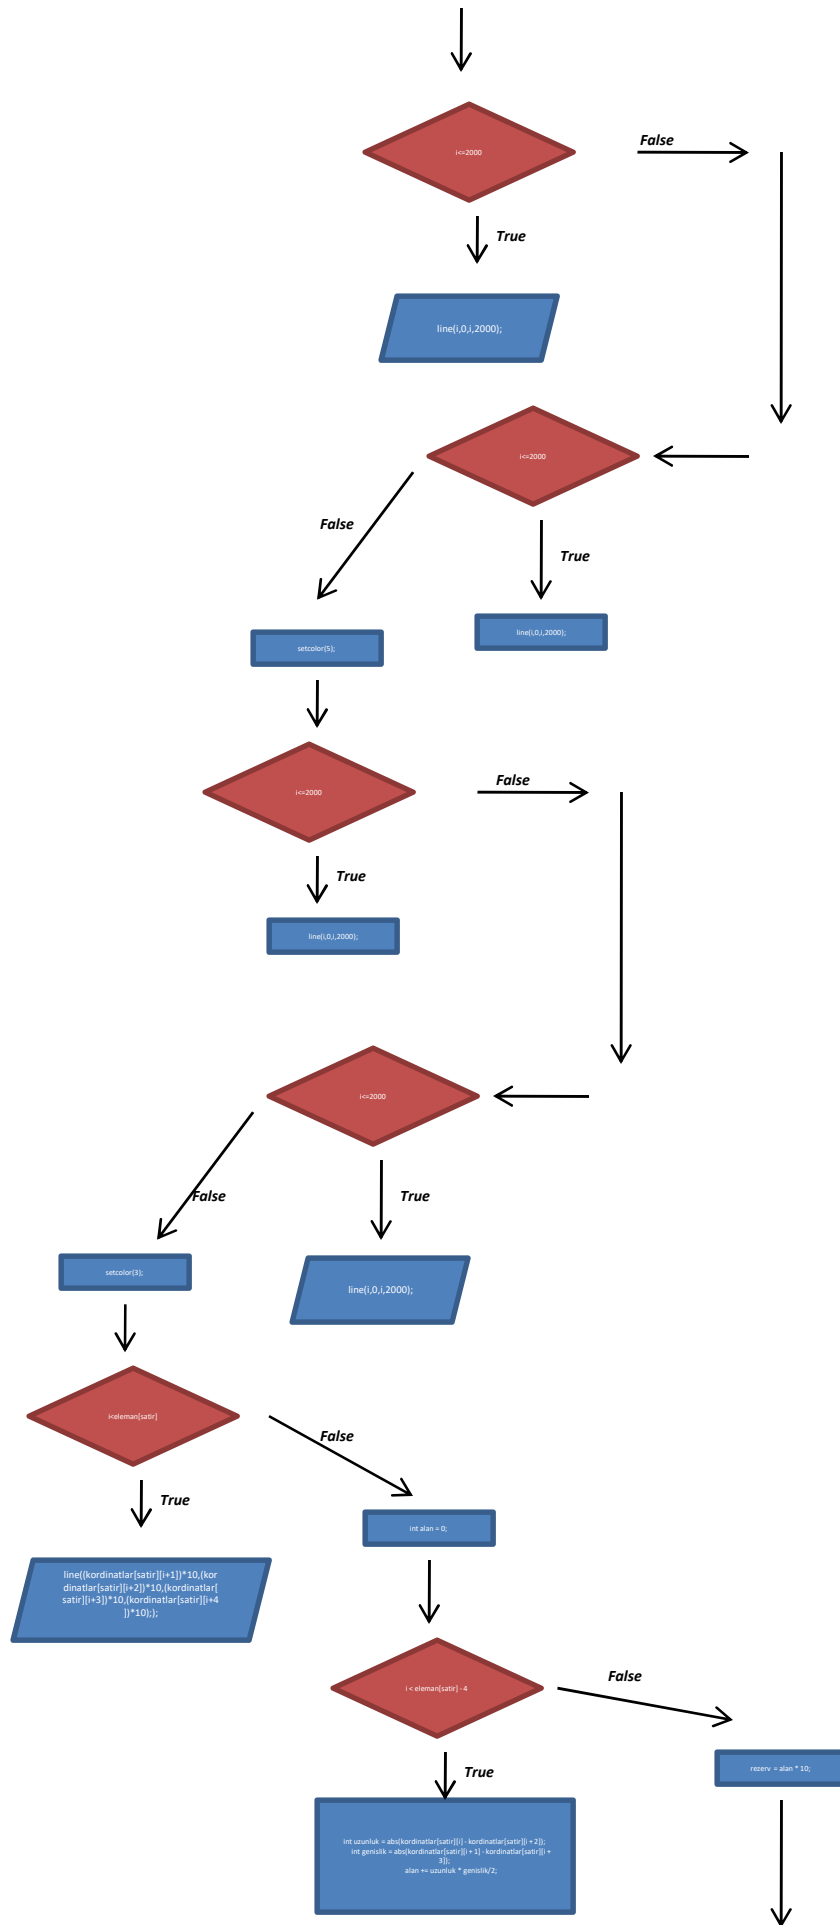 i<=2000
False
True
line(i,0,i,2000);
i<=2000
False
True
setcolor(5);
line(i,0,i,2000);
i<=2000
False
True
line(i,0,i,2000);
i<=2000
False
True
setcolor(3);
line(i,0,i,2000);
i<eleman[satir]
False
True
int alan = 0;
line((kordinatlar[satir][i+1])*10,(kor
dinatlar[satir][i+2])*10,(kordinatlar[
satir][i+3])*10,(kordinatlar[satir][i+4
])*10););
i < eleman[satir] - 4
False
True
rezerv = alan * 10;
int uzunluk = abs(kordinatlar[satir][i] - kordinatlar[satir][i + 2]);
int genislik = abs(kordinatlar[satir][i + 1] - kordinatlar[satir][i +
3]);
alan += uzunluk * genislik/2;